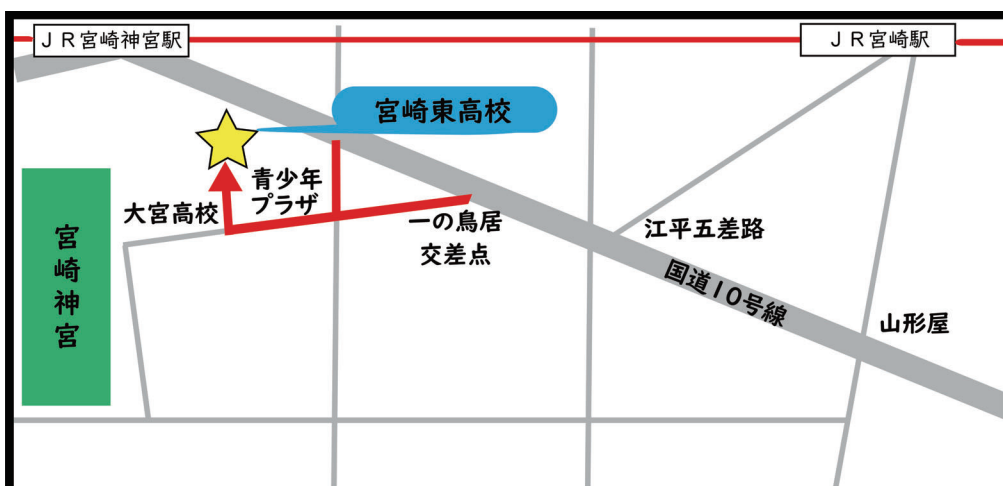 ＪＲ宮崎神宮駅
ＪＲ宮崎駅
宮崎東高校
青少年
プラザ
大宮高校
一の鳥居
交差点
江平五差路
宮崎神宮
国道10号線
山形屋